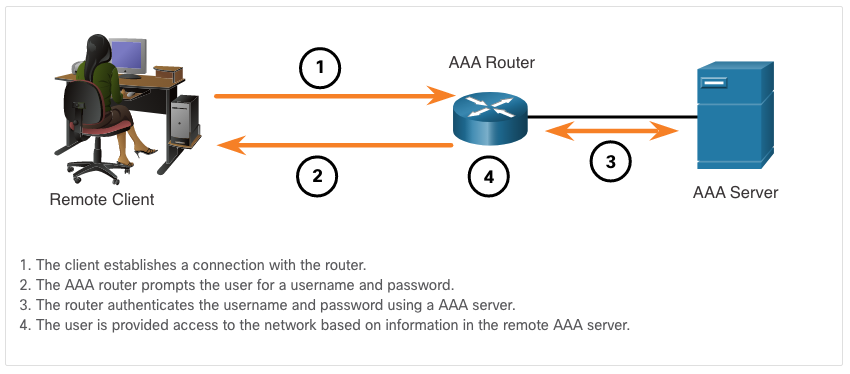 1
AAA Router
2
4
3
Remote Client
AAA Server
1. The client establishes a connection with the router.
2. The AAA router prompts the user for a username and password.
3. The router authenticates the username and password using a AAA server.
4. The user is provided access to the network based on information in the remote AAA server.